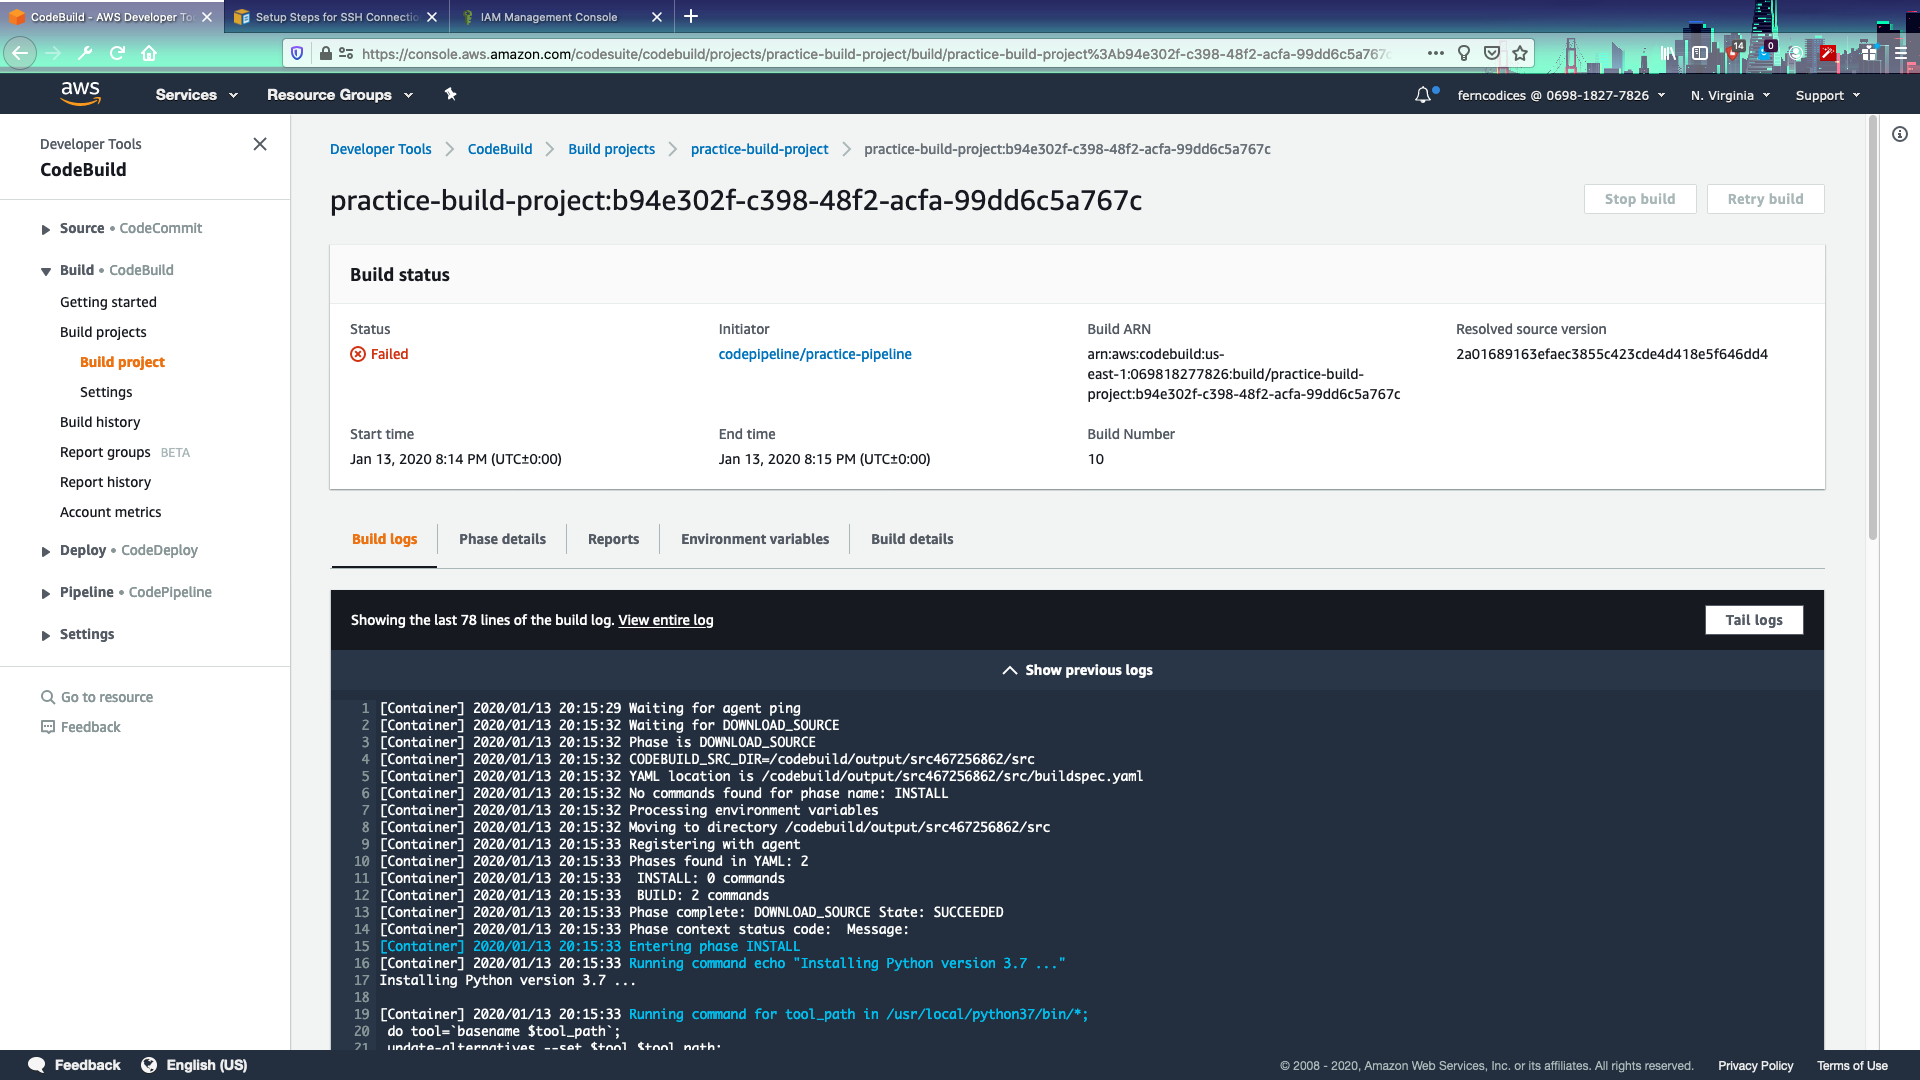 CodeBuild - AWS Developer To
Setup Steps for SSH Connectio
IAM Management Console
https://console.aws.amazon.com/codesuite/codebuild/projects/practice-build-project/build/practice-build-project%3Ab94e302f-c398-48f2-acfa-99dd6c5a767c
14
0
aws
Services
Resource Groups
ferncodices @ 0698-1827-7826
N. Virginia
Support
Developer Tools
CodeBuild
Source • CodeCommit
Build • CodeBuild
Getting started
Build projects
Build project
Settings
Build history
Report groups BETA
Report history
Account metrics
Deploy • CodeDeploy
Pipeline • CodePipeline
Settings
Go to resource
Feedback
Developer Tools
CodeBuild
Build projects
practice-build-project
practice-build-project:b94e302f-c398-48f2-acfa-99dd6c5a767c
practice-build-project:b94e302f-c398-48f2-acfa-99dd6c5a767c
Stop build
Retry build
Build status
Status
Failed
Initiator
codepipeline/practice-pipeline
Build ARN
arn:aws:codebuild:us-
east-1:069818277826:build/practice-build-
project:b94e302f-c398-48f2-acfa-99dd6c5a767c
Resolved source version
2a01689163efaec3855c423cde4d418e5f646dd4
Start time
Jan 13, 2020 8:14 PM (UTC±0:00)
End time
Jan 13, 2020 8:15 PM (UTC±0:00)
Build Number
10
Build logs
Phase details
Reports
Environment variables
Build details
Showing the last 78 lines of the build log. View entire log
Tail logs
Show previous logs
1 [Container] 2020/01/13 20:15:29 Waiting for agent ping
2 [Container] 2020/01/13 20:15:32 Waiting for DOWNLOAD_SOURCE
3 [Container] 2020/01/13 20:15:32 Phase is DOWNLOAD_SOURCE
4 [Container] 2020/01/13 20:15:32 CODEBUILD_SRC_DIR=/codebuild/output/src467256862/src
5 [Container] 2020/01/13 20:15:32 YAML location is /codebuild/output/src467256862/src/buildspec.yaml
6 [Container] 2020/01/13 20:15:32 No commands found for phase name: INSTALL
7 [Container] 2020/01/13 20:15:32 Processing environment variables
8 [Container] 2020/01/13 20:15:32 Moving to directory /codebuild/output/src467256862/src
9 [Container] 2020/01/13 20:15:33 Registering with agent
10 [Container] 2020/01/13 20:15:33 Phases found in YAML: 2
11 [Container] 2020/01/13 20:15:33 INSTALL: 0 commands
12 [Container] 2020/01/13 20:15:33 BUILD: 2 commands
13 [Container] 2020/01/13 20:15:33 Phase complete: DOWNLOAD_SOURCE State: SUCCEEDED
14 [Container] 2020/01/13 20:15:33 Phase context status code: Message:
15 [Container] 2020/01/13 20:15:33 Entering phase INSTALL
16 [Container] 2020/01/13 20:15:33 Running command echo "Installing Python version 3.7 ..."
17 Installing Python version 3.7 ...
18
19 [Container] 2020/01/13 20:15:33 Running command for tool_path in /usr/local/python37/bin/*;
20 do tool=`basename $tool_path`;
21 update-alternatives --set $tool $tool_path;
Feedback
English (US)
© 2008 - 2020, Amazon Web Services, Inc. or its affiliates. All rights reserved.
Privacy Policy
Terms of Use